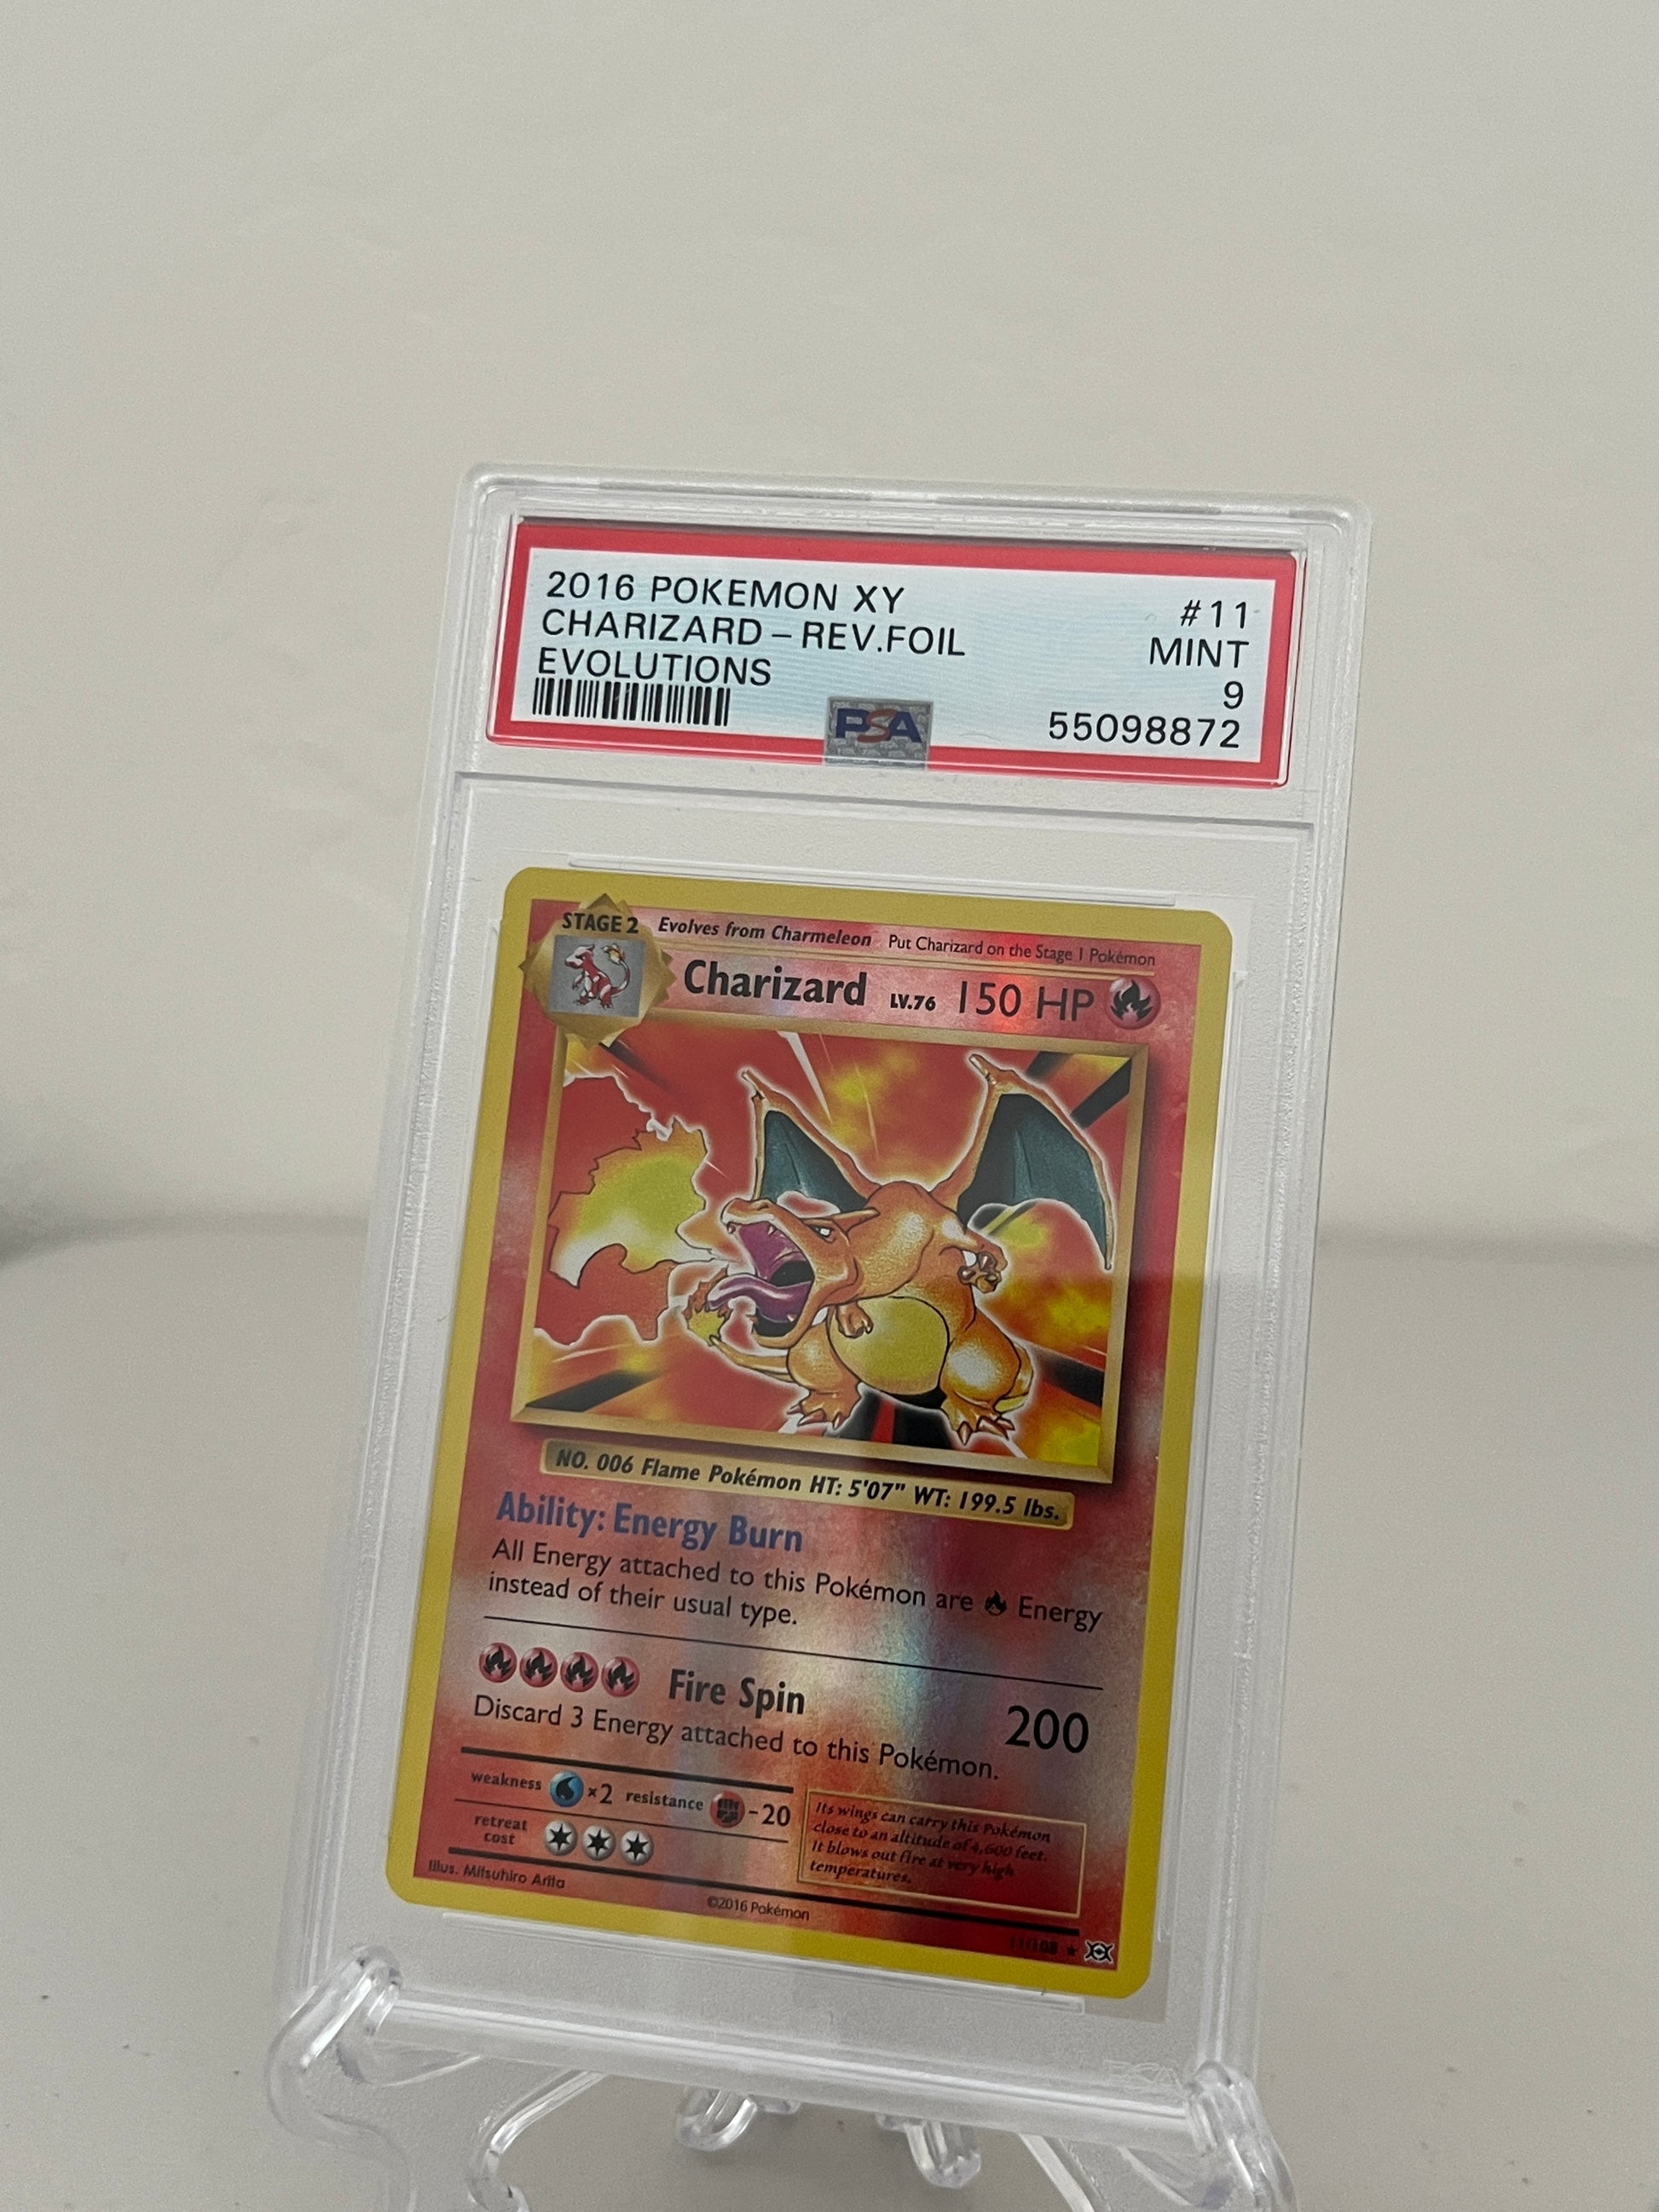 2016 POKEMON XY #11
CHARIZARD – REV.FOIL MINT
EVOLUTIONS 9
PSA 55098872
STAGE 2 Evolves from Charmeleon Put Charizard on the Stage 1 Pokémon
Charizard LV.76 150 HP
NO. 006 Flame Pokémon HT: 5'07" WT: 199.5 lbs.
Ability: Energy Burn
All Energy attached to this Pokémon are Energy
instead of their usual type.
Fire Spin 200
Discard 3 Energy attached to this Pokémon.
weakness ×2 resistance -20
retreat
cost
Its wings can carry this Pokémon
close to an altitude of 4,600 feet.
It blows out fire at very high
temperatures.
Illus. Mitsuhiro Arita
©2016 Pokémon
11/108